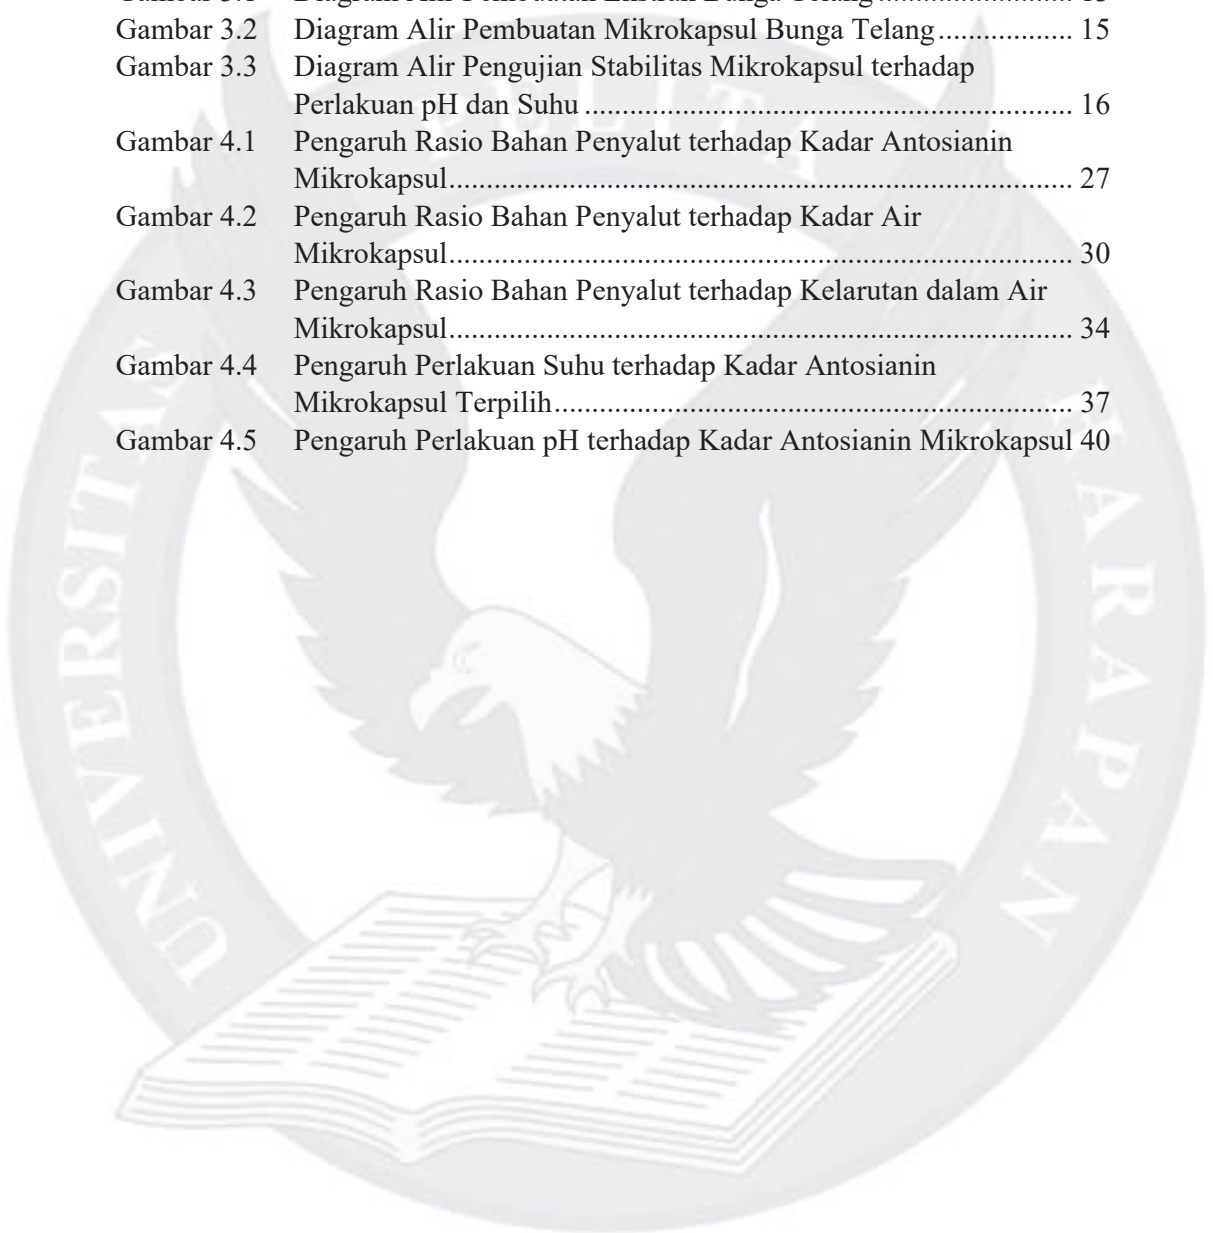 Gambar 3.2 Diagram Alir Pembuatan Mikrokapsul Bunga Telang................. 15
Gambar 3.3 Diagram Alir Pengujian Stabilitas Mikrokapsul terhadap
Perlakuan pH dan Suhu............................................................... 16
Gambar 4.1 Pengaruh Rasio Bahan Penyalut terhadap Kadar Antosianin
Mikrokapsul................................................................................ 27
Gambar 4.2 Pengaruh Rasio Bahan Penyalut terhadap Kadar Air
Mikrokapsul................................................................................ 30
Gambar 4.3 Pengaruh Rasio Bahan Penyalut terhadap Kelarutan dalam Air
Mikrokapsul................................................................................ 34
Gambar 4.4 Pengaruh Perlakuan Suhu terhadap Kadar Antosianin
Mikrokapsul Terpilih................................................................... 37
Gambar 4.5 Pengaruh Perlakuan pH terhadap Kadar Antosianin Mikrokapsul 40
UNIVERSITAS
PELITA
HARAPAN